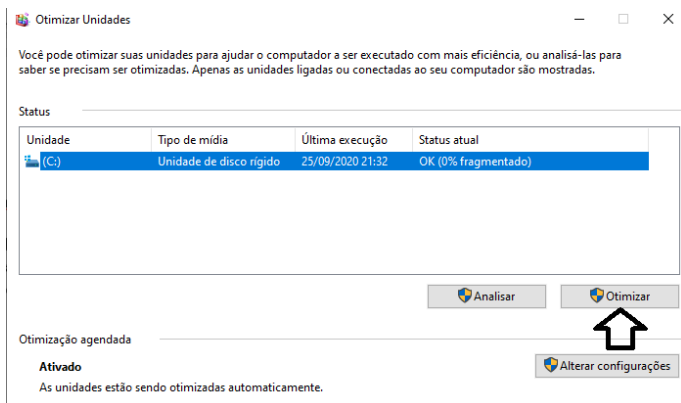 Otimizar Unidades
Você pode otimizar suas unidades para ajudar o computador a ser executado com mais eficiência, ou analisá-las para
saber se precisam ser otimizadas. Apenas as unidades ligadas ou conectadas ao seu computador são mostradas.
Status
Unidade Tipo de mídia Última execução Status atual
(C:) Unidade de disco rígido 25/09/2020 21:32 OK (0% fragmentado)
Analisar Otimizar
Otimização agendada
Ativado Alterar configurações
As unidades estão sendo otimizadas automaticamente.